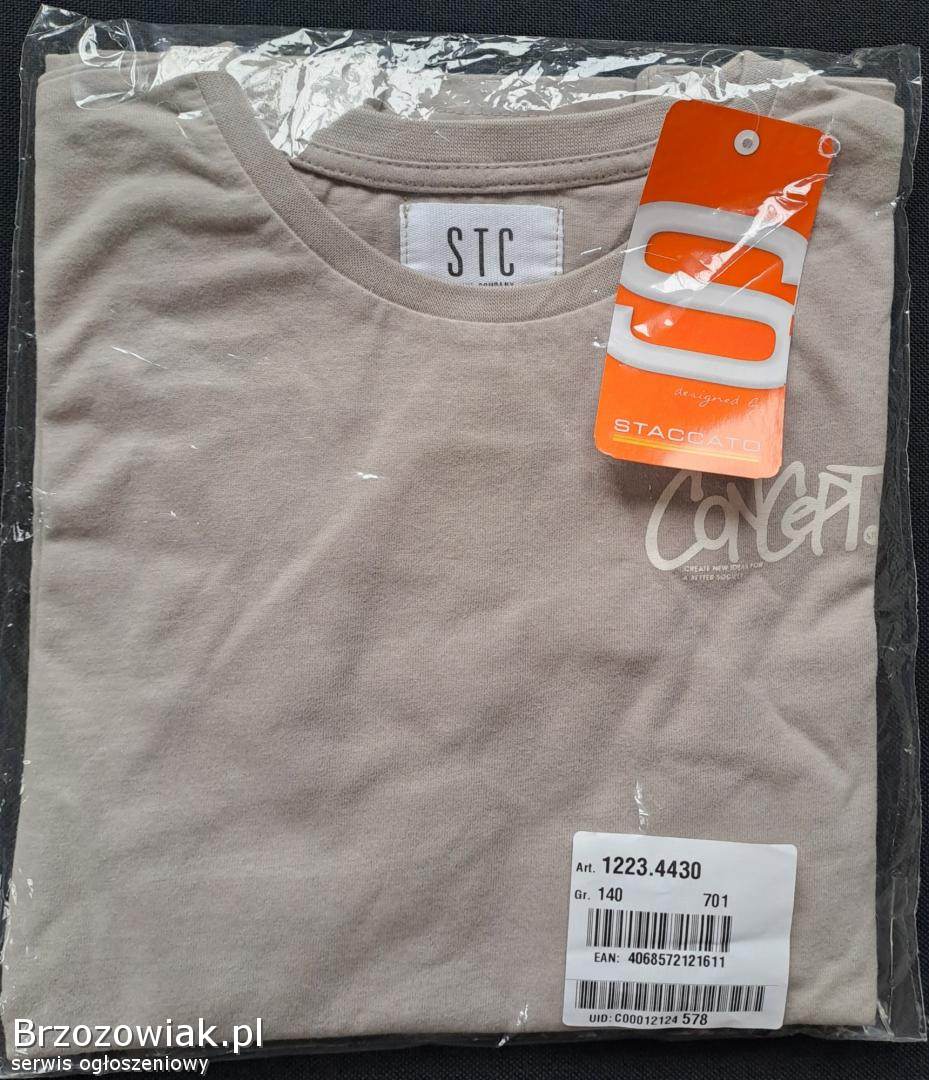 STC
COMPANY
designed
STACCATO
CONCEPT
CREATE NEW IDEAS FOR
A BETTER SOCIETY
Art. 1223.4430
Gr. 140 701
EAN: 4068572121611
UID: C00012124 578
Brzozowiak.pl
serwis ogłoszeniowy